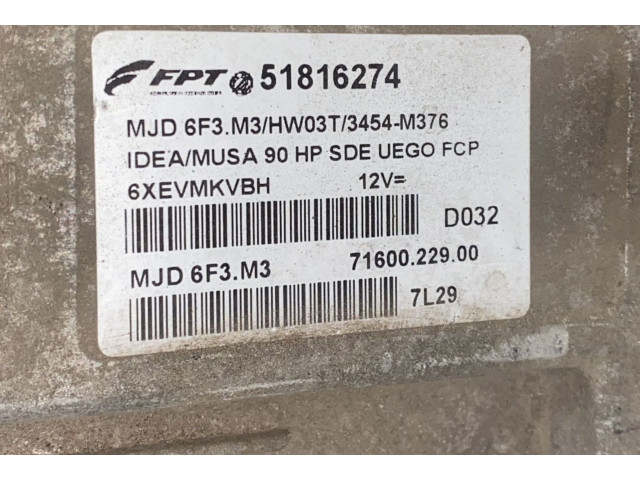 FPT 51816274
MJD 6F3.M3/HW03T/3454-M376
IDEA/MUSA 90 HP SDE UEGO FCP
6XEVMKVBH 12V=
D032
MJD 6F3.M3 71600.229.00
7L29